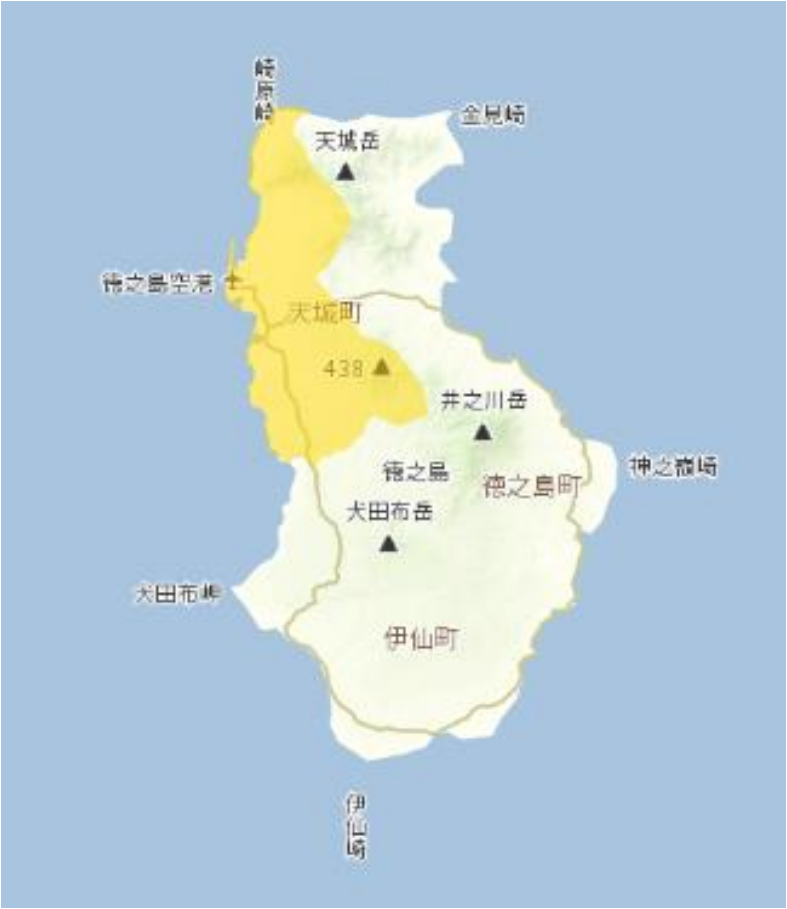 崎原崎
金見崎
天城岳
徳之島空港
天城町
438
井之川岳
徳之島
神之嶺崎
徳之島町
犬田布岳
犬田布岬
伊仙町
伊仙崎